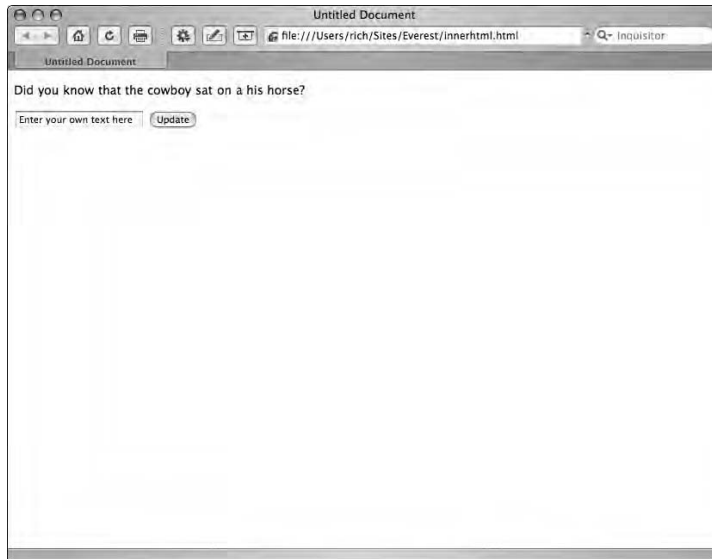 Untitled Document
file:///Users/rich/Sites/Everest/innerhtml.html
Inquisitor
Untitled Document
Did you know that the cowboy sat on a his horse?
Enter your own text here
Update